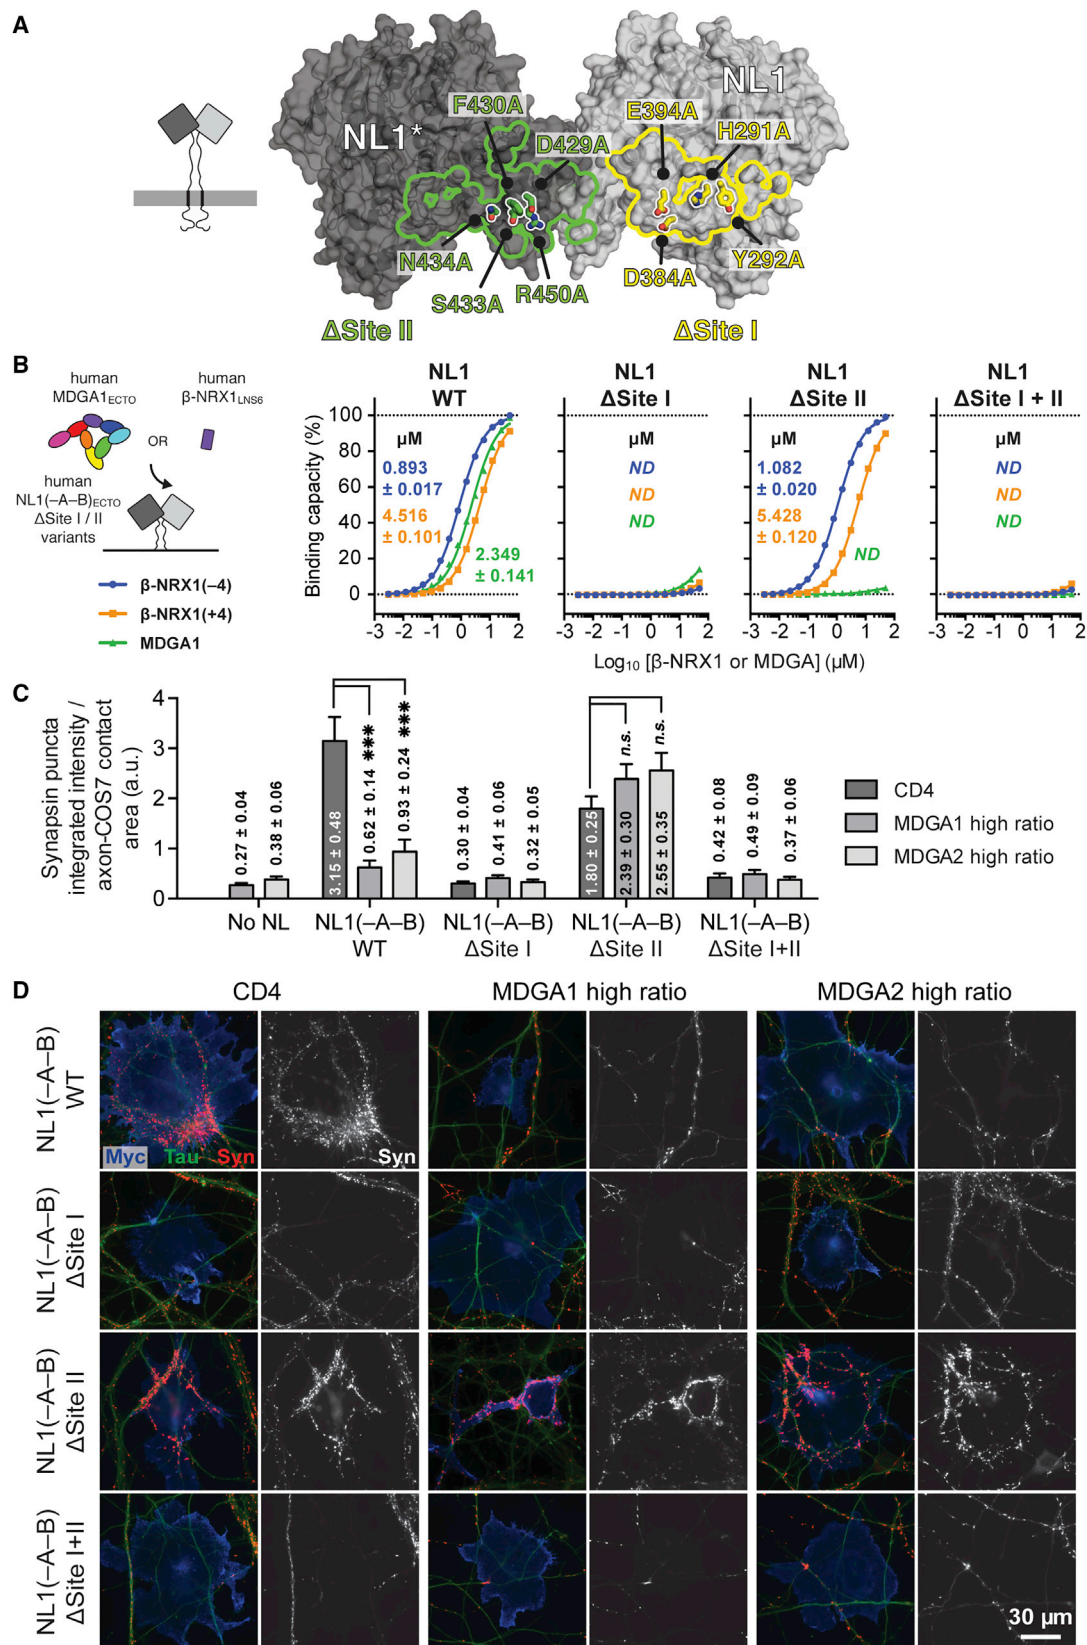 A
NL1*
NL1
F430A
D429A
E394A
H291A
N434A
S433A
R450A
D384A
Y292A
ΔSite II
ΔSite I
B
human
MDGA1ECTO
human
β-NRX1LNS6
OR
human
NL1(–A–B)ECTO
ΔSite I / II
variants
β-NRX1(–4)
β-NRX1(+4)
MDGA1
Binding capacity (%)
100
80
60
40
20
0
NL1
WT
µM
0.893
± 0.017
4.516
± 0.101
2.349
± 0.141
-3 -2 -1 0 1 2
NL1
ΔSite I
µM
ND
ND
ND
-3 -2 -1 0 1 2
NL1
ΔSite II
µM
1.082
± 0.020
5.428
± 0.120
ND
-3 -2 -1 0 1 2
NL1
ΔSite I + II
µM
ND
ND
ND
-3 -2 -1 0 1 2
Log10 [β-NRX1 or MDGA] (µM)
C
Synapsin puncta
integrated intensity /
axon-COS7 contact
area (a.u.)
4
3
2
1
0
0.27 ± 0.04
0.38 ± 0.06
3.15 ± 0.48
0.62 ± 0.14 ***
0.93 ± 0.24 ***
0.30 ± 0.04
0.41 ± 0.06
0.32 ± 0.05
1.80 ± 0.25
2.39 ± 0.30
n.s.
2.55 ± 0.35
n.s.
0.42 ± 0.08
0.49 ± 0.09
0.37 ± 0.06
No NL
NL1(–A–B)
WT
NL1(–A–B)
ΔSite I
NL1(–A–B)
ΔSite II
NL1(–A–B)
ΔSite I+II
CD4
MDGA1 high ratio
MDGA2 high ratio
D
CD4
MDGA1 high ratio
MDGA2 high ratio
NL1(–A–B)
WT
Myc Tau Syn
Syn
NL1(–A–B)
ΔSite I
NL1(–A–B)
ΔSite II
NL1(–A–B)
ΔSite I+II
30 µm